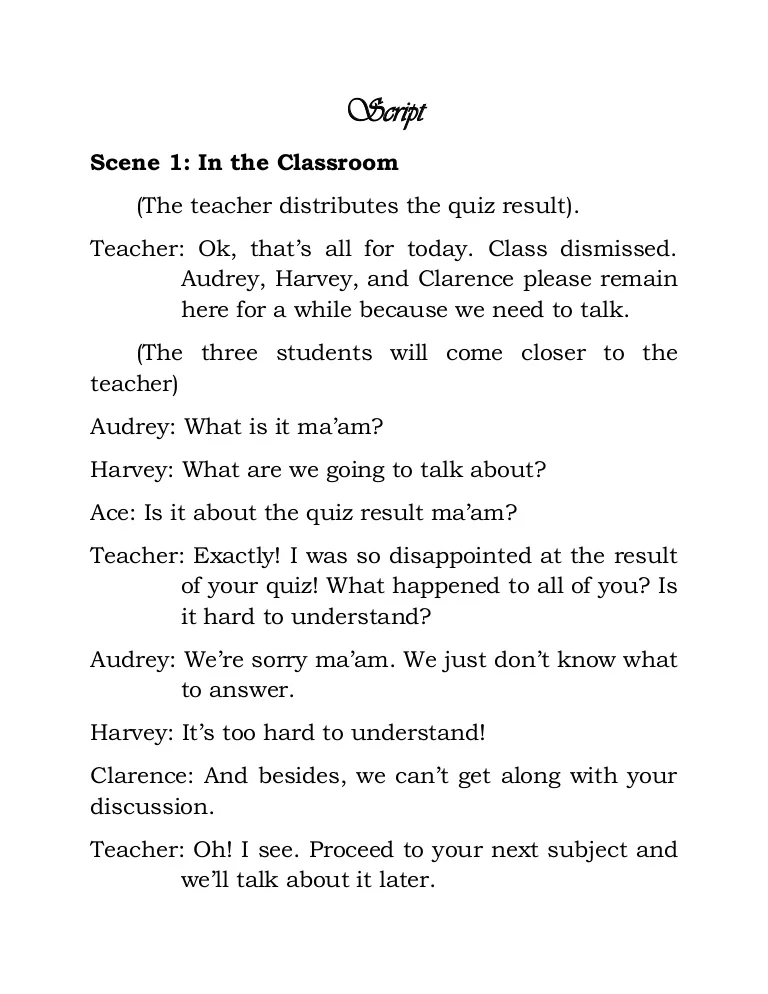 Script
Scene 1: In the Classroom
(The teacher distributes the quiz result).
Teacher: Ok, that’s all for today. Class dismissed.
Audrey, Harvey, and Clarence please remain
here for a while because we need to talk.
(The three students will come closer to the
teacher)
Audrey: What is it ma’am?
Harvey: What are we going to talk about?
Ace: Is it about the quiz result ma’am?
Teacher: Exactly! I was so disappointed at the result
of your quiz! What happened to all of you? Is
it hard to understand?
Audrey: We’re sorry ma’am. We just don’t know what
to answer.
Harvey: It’s too hard to understand!
Clarence: And besides, we can’t get along with your
discussion.
Teacher: Oh! I see. Proceed to your next subject and
we’ll talk about it later.